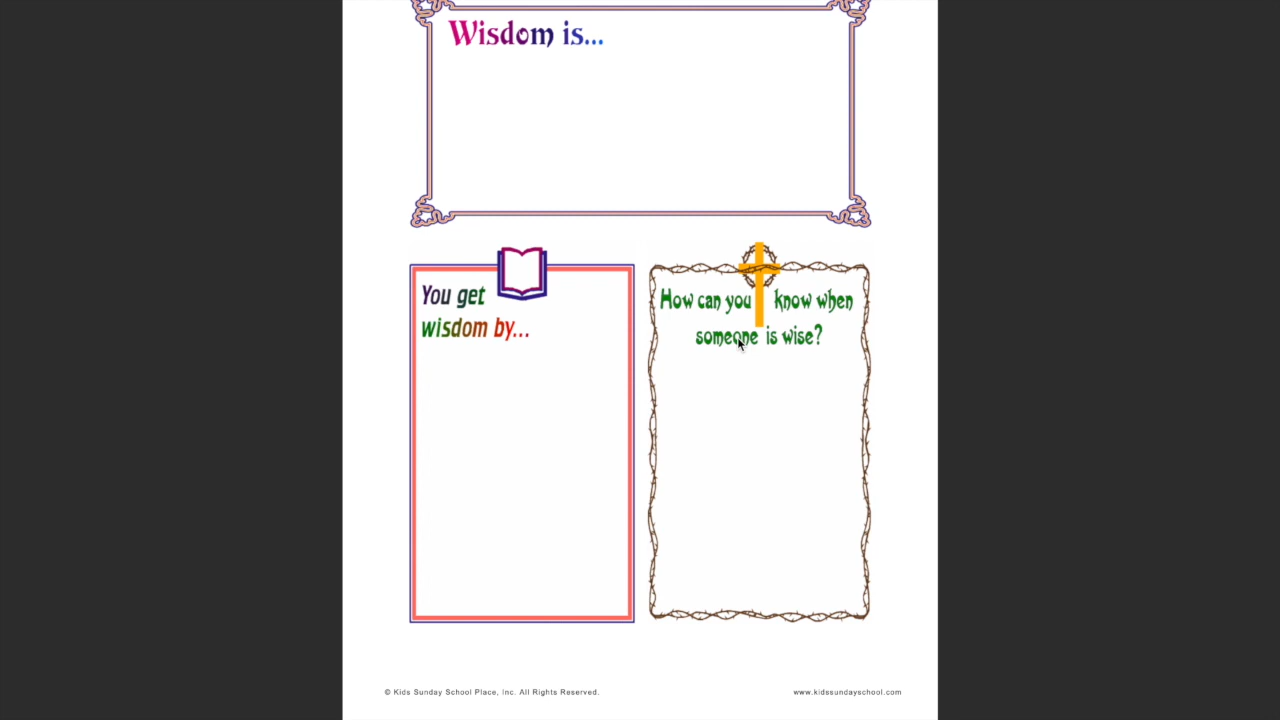 Wisdom is...
You get
wisdom by...
How can you know when
someone is wise?
© Kids Sunday School Place, Inc. All Rights Reserved.
www.kidssundayschool.com